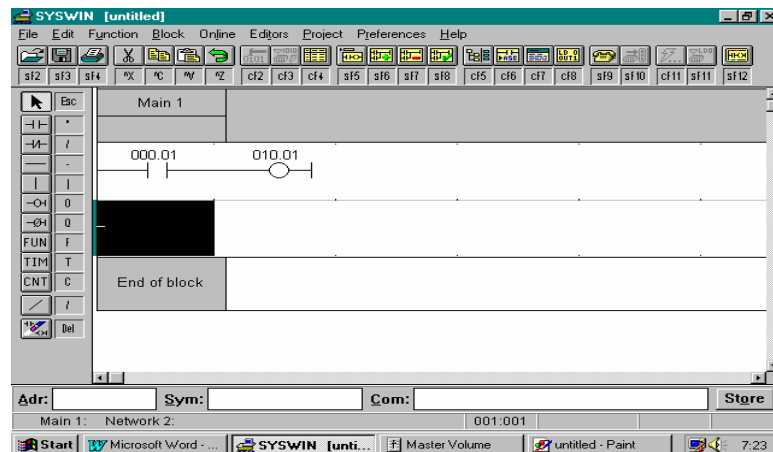 SYSWIN [untitled]
File Edit Function Block Online Editors Project Preferences Help
sf2 sf3 sf4 ^X ^C ^V ^Z cf2 cf3 cf4 sf5 sf6 sf7 sf8 cf5 cf6 cf7 cf8 sf9 sf10 cf11 sf11 sf12
Esc
Main 1
"
/
000.01 010.01
-
|
O
Q
FUN F
TIM T
CNT C
End of block
/
Del
Adr: Sym: Com: Store
Main 1: Network 2: 001:001
Start Microsoft Word - ... SYSWIN [unti... Master Volume untitled - Paint 7:23